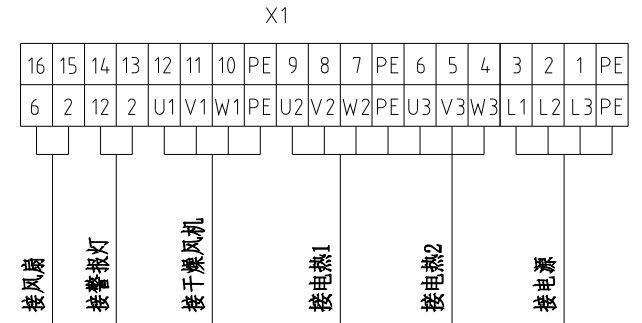 X1
16 15 14 13 12 11 10 PE 9 8 7 PE 6 5 4 3 2 1 PE
6 2 12 2 U1 V1 W1 PE U2 V2 W2 PE U3 V3 W3 L1 L2 L3 PE
接风扇
接警报灯
接干燥风机
接电热1
接电热2
接电源